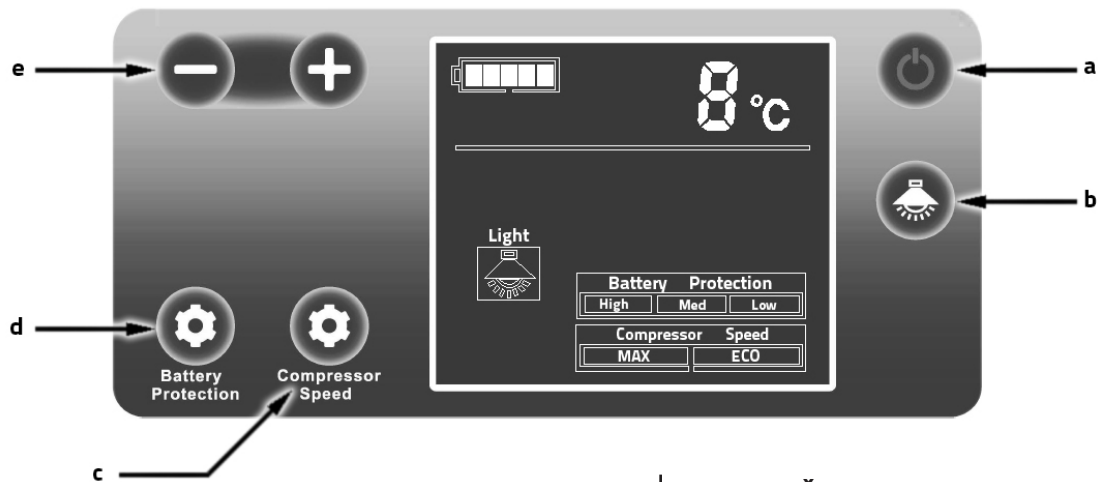 e
a
8 °C
b
Light
Battery Protection
High Med Low
Compressor Speed
MAX ECO
d
Battery
Protection
Compressor
Speed
c